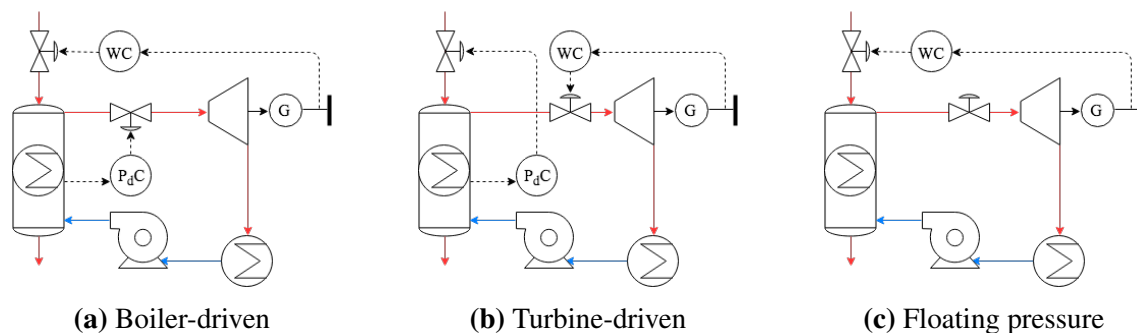 WC
G
PdC
(a) Boiler-driven
WC
G
PdC
(b) Turbine-driven
WC
G
(c) Floating pressure